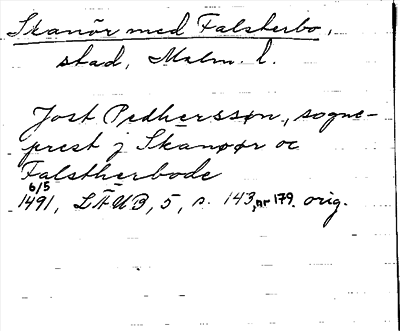 Skanör med Falsterbo,
stad, Malm. l.
Jost Pedherssøn, sogne-
prest j Skanøør oc
Falstherbode
6/5
1491, LÄUB, 5, s. 143, nr 179. orig.